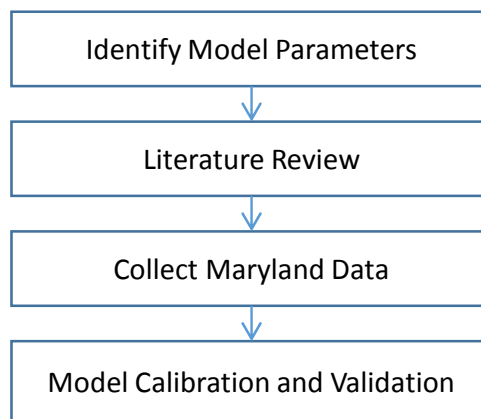 Identify Model Parameters
Literature Review
Collect Maryland Data
Model Calibration and Validation